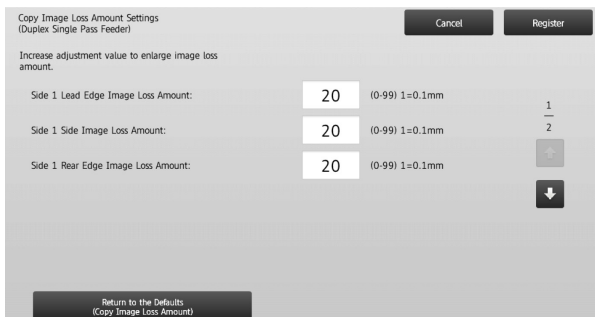 Copy Image Loss Amount Settings
(Duplex Single Pass Feeder)
Cancel
Register
Increase adjustment value to enlarge image loss
amount.
Side 1 Lead Edge Image Loss Amount:
20
(0-99) 1=0.1mm
Side 1 Side Image Loss Amount:
20
(0-99) 1=0.1mm
Side 1 Rear Edge Image Loss Amount:
20
(0-99) 1=0.1mm
1
2
Return to the Defaults
(Copy Image Loss Amount)